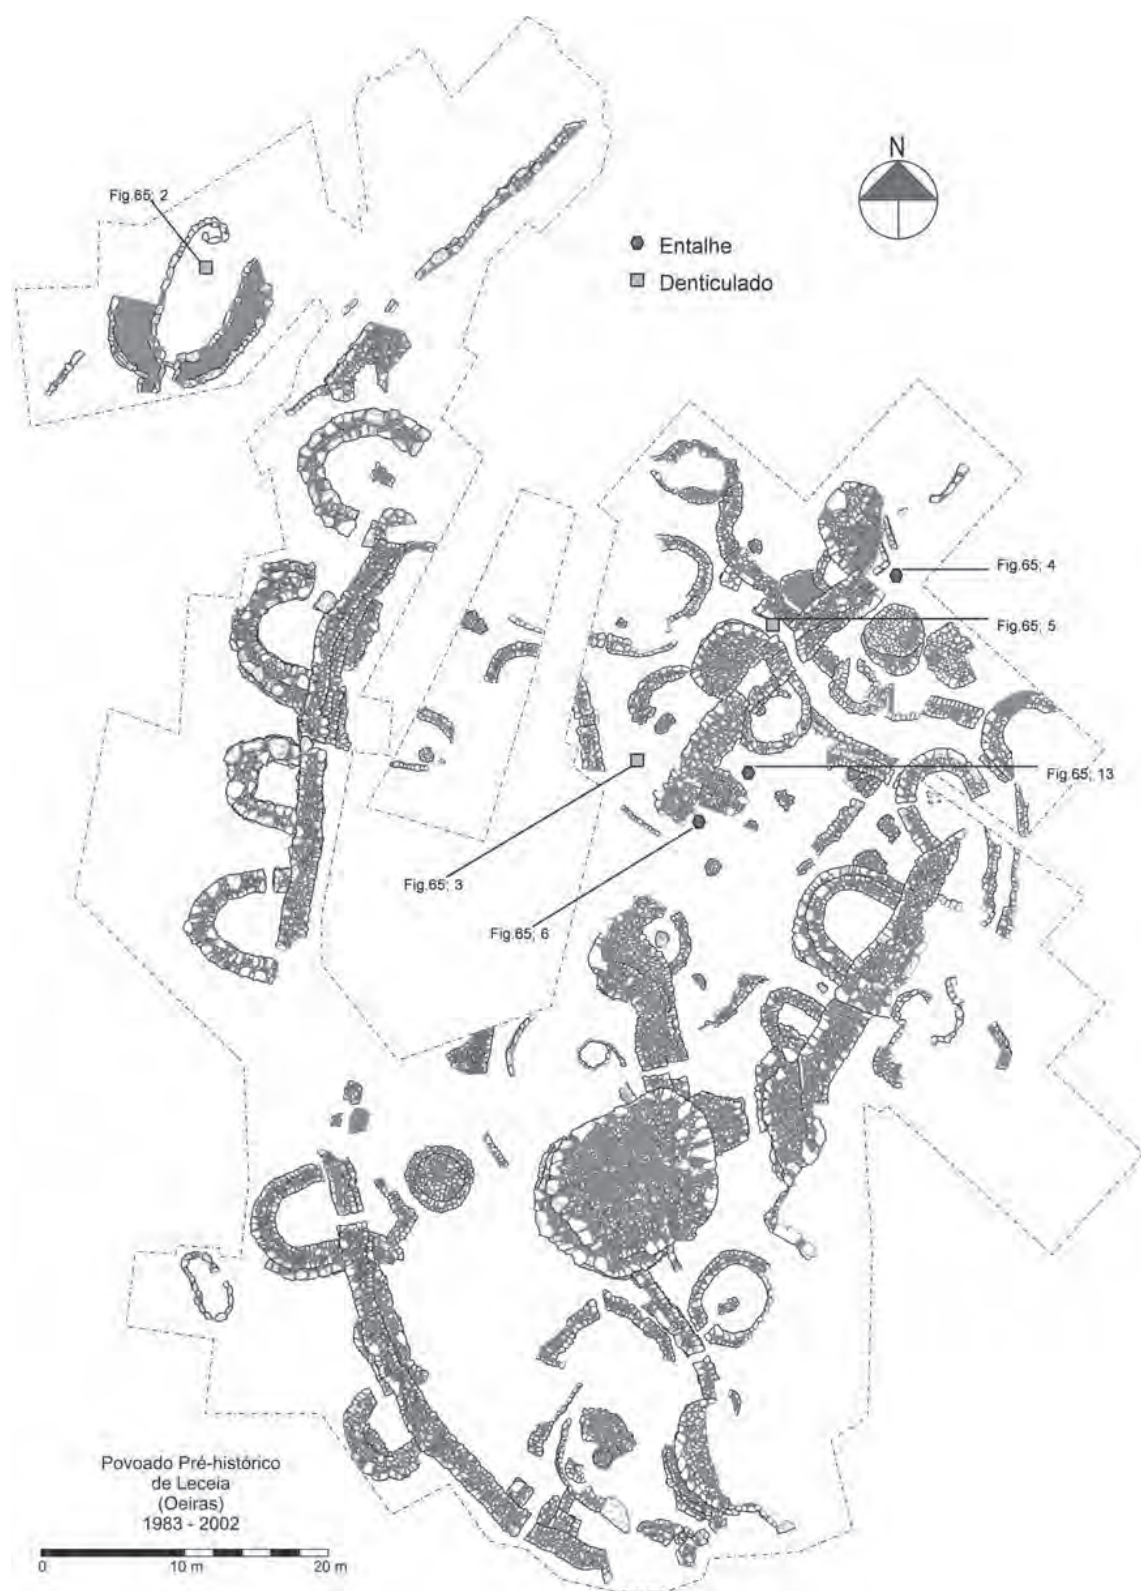 N
Fig.65; 2
Entalhe
Denticulado
Fig.65; 4
Fig.65; 5
Fig.65; 13
Fig.65; 3
Fig.65; 6
Povoado Pré-histórico
de Leceia
(Oeiras)
1983 - 2002
0 10 m 20 m